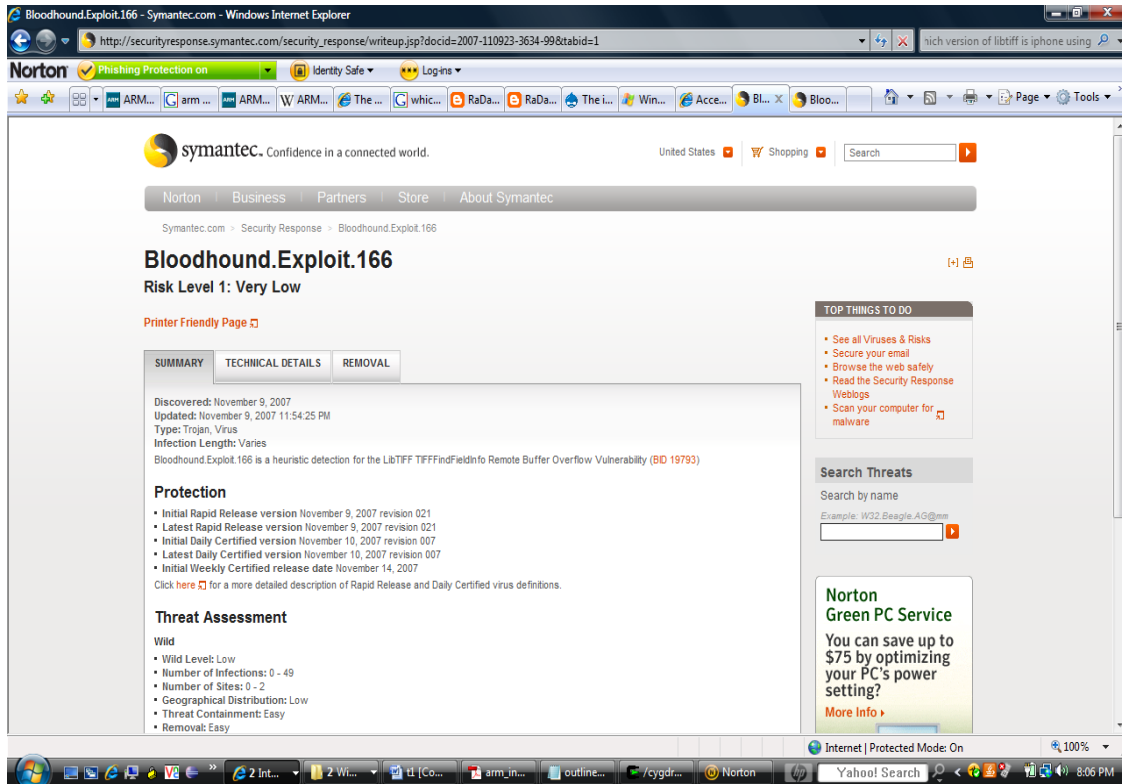 Bloodhound.Exploit.166 - Symantec.com - Windows Internet Explorer
http://securityresponse.symantec.com/security_response/writeup.jsp?docid=2007-110923-3634-99&tabid=1
hich version of libtiff is iphone using
Norton Phishing Protection on Identity Safe Log-ins
ARM... arm ... ARM... ARM... The ... whic... RaDa... RaDa... The i... Win... Acce... Bl... X Bloo... Page Tools
symantec. Confidence in a connected world. United States Shopping Search
Norton Business Partners Store About Symantec
Symantec.com > Security Response > Bloodhound.Exploit.166
Bloodhound.Exploit.166
[+]
Risk Level 1: Very Low
Printer Friendly Page
SUMMARY TECHNICAL DETAILS REMOVAL
Discovered: November 9, 2007
Updated: November 9, 2007 11:54:25 PM
Type: Trojan, Virus
Infection Length: Varies
Bloodhound.Exploit.166 is a heuristic detection for the LibTIFF TIFFFindFieldInfo Remote Buffer Overflow Vulnerability (BID 19793)
Protection
▪ Initial Rapid Release version November 9, 2007 revision 021
▪ Latest Rapid Release version November 9, 2007 revision 021
▪ Initial Daily Certified version November 10, 2007 revision 007
▪ Latest Daily Certified version November 10, 2007 revision 007
▪ Initial Weekly Certified release date November 14, 2007
Click here for a more detailed description of Rapid Release and Daily Certified virus definitions.
Threat Assessment
Wild
▪ Wild Level: Low
▪ Number of Infections: 0 - 49
▪ Number of Sites: 0 - 2
▪ Geographical Distribution: Low
▪ Threat Containment: Easy
▪ Removal: Easy
TOP THINGS TO DO
▪ See all Viruses & Risks
▪ Secure your email
▪ Browse the web safely
▪ Read the Security Response
Weblogs
▪ Scan your computer for
malware
Search Threats
Search by name
Example: W32.Beagle.AG@mm
Norton
Green PC Service
You can save up to
$75 by optimizing
your PC's power
setting?
More Info
Internet | Protected Mode: On 100%
2 Int... 2 Wi... t1 [Co... arm_in... outline... /cygdr... Norton Yahoo! Search 8:06 PM